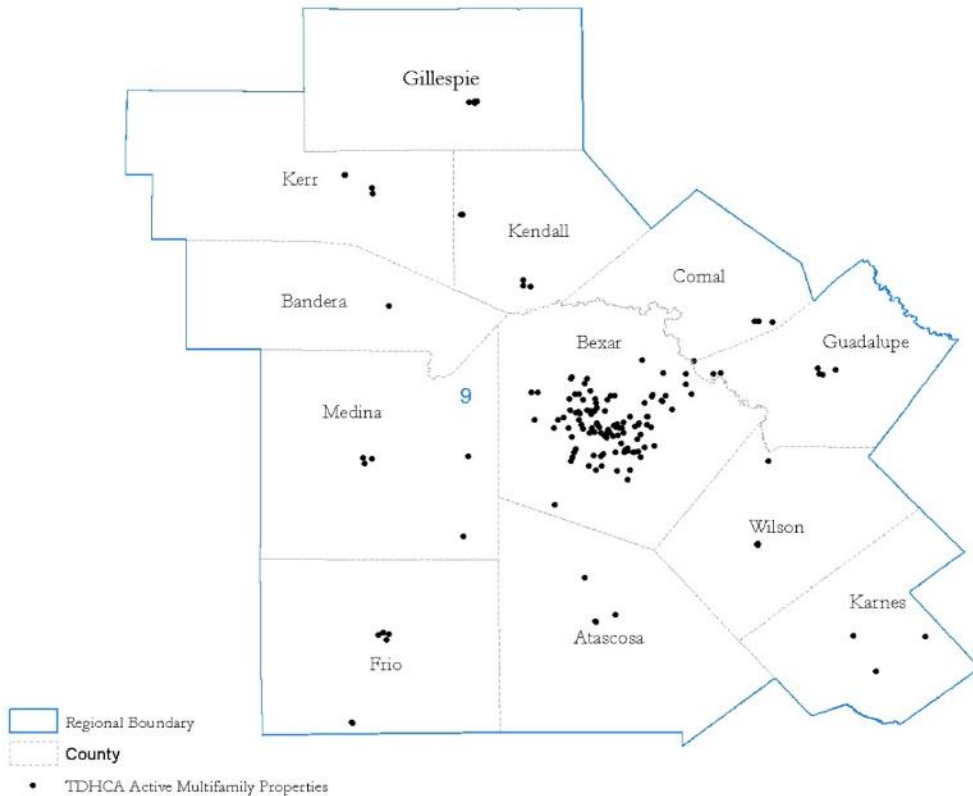 Gillespie
Kerr
Kendall
Comal
Bandera
Bexar
Guadalupe
9
Medina
Wilson
Karnes
Atascosa
Frio
Regional Boundary
County
TDHCA Active Multifamily Properties